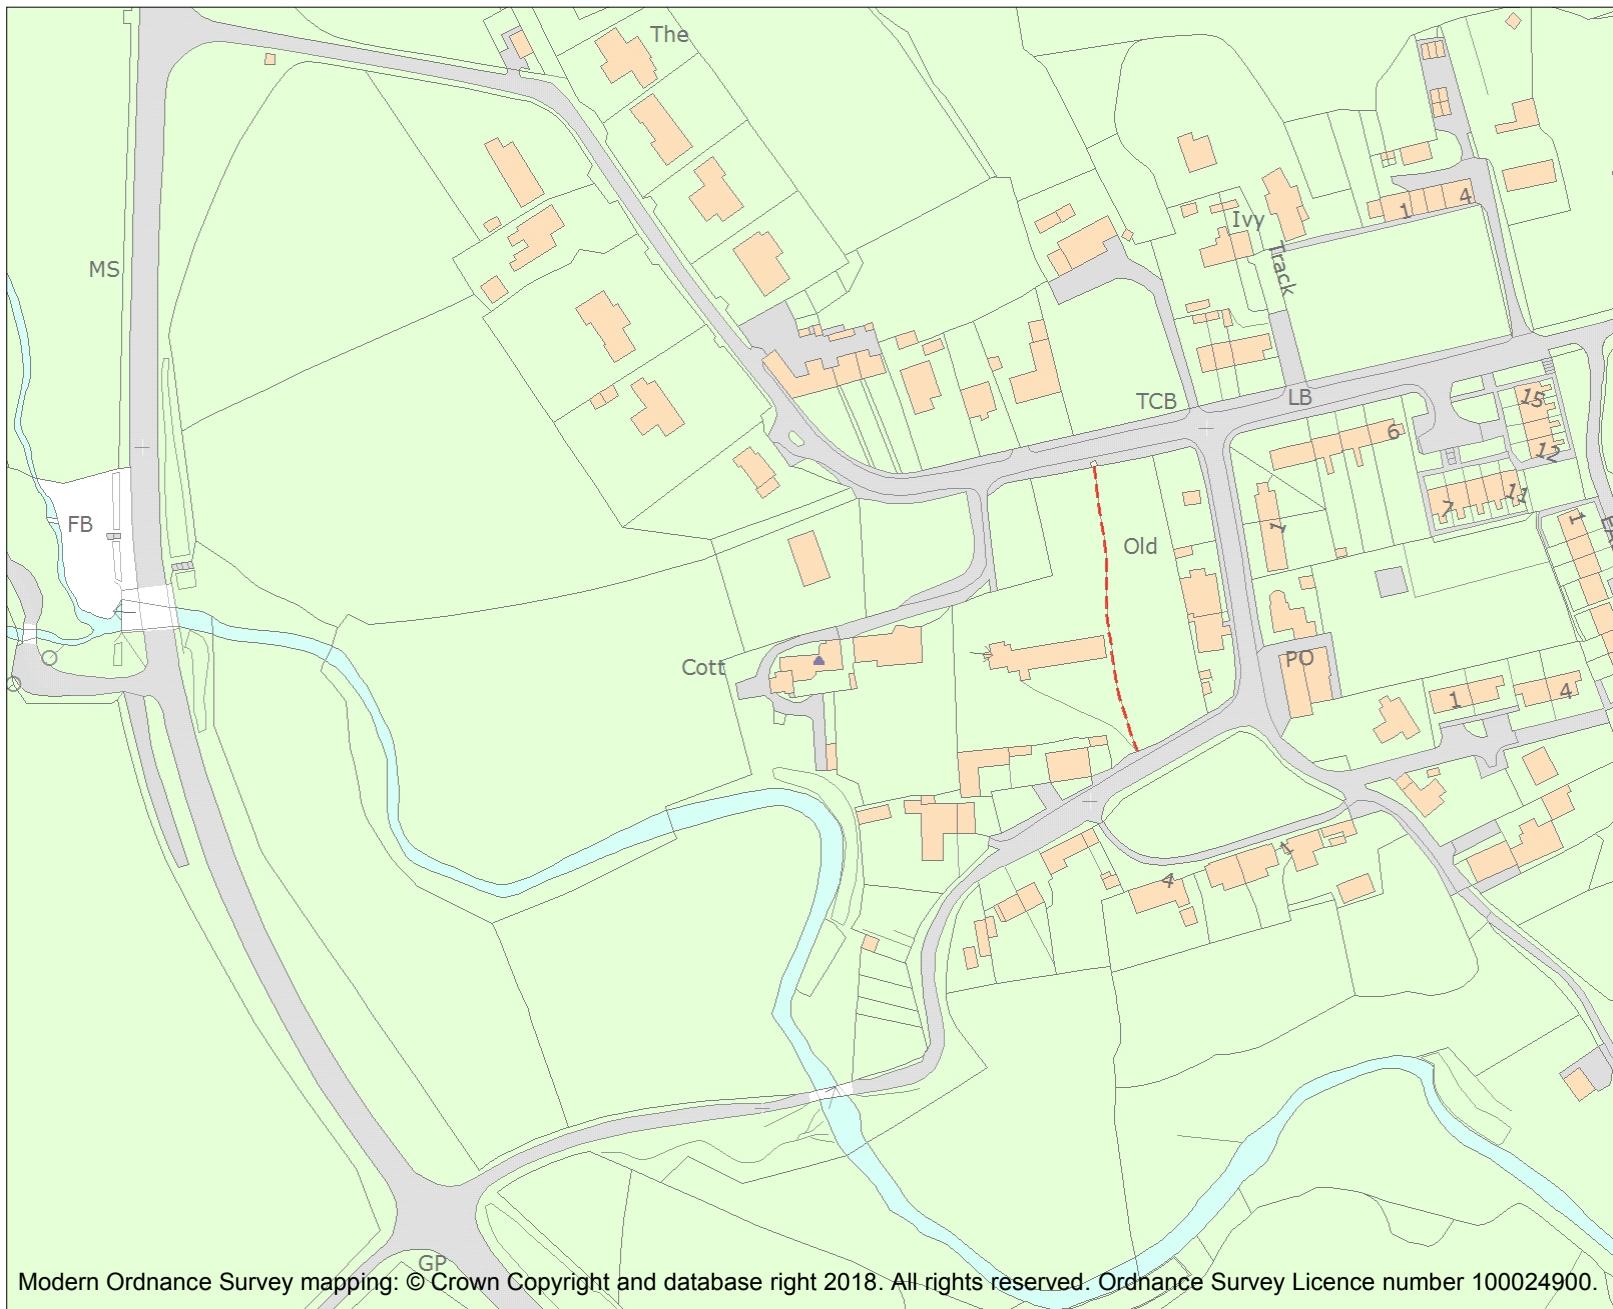 The
4
1
Ivy
MS
Track
TCB
LB
15
6
12
11
7
FB
1
1
Old
PO
Cott
4
1
1
4
GP
Modern Ordnance Survey mapping: © Crown Copyright and database right 2018. All rights reserved. Ordnance Survey Licence number 100024900.